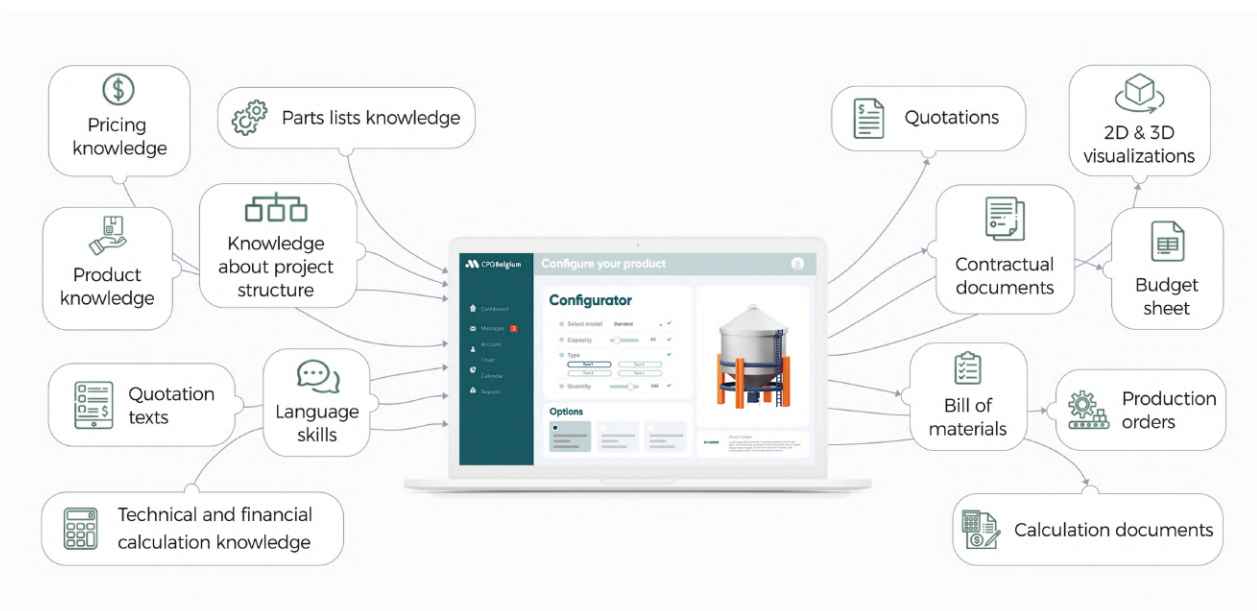 Pricing
knowledge
Parts lists knowledge
Product
knowledge
Knowledge
about project
structure
Quotation
texts
Language
skills
Technical and financial
calculation knowledge
CPQBelgium
Dashboard
Messages
Account
Chart
Calendar
Reports
Configure your product
Configurator
Select model Standard
Capacity
Type
Quantity
Options
Quotations
2D & 3D
visualizations
Contractual
documents
Budget
sheet
Bill of
materials
Production
orders
Calculation documents